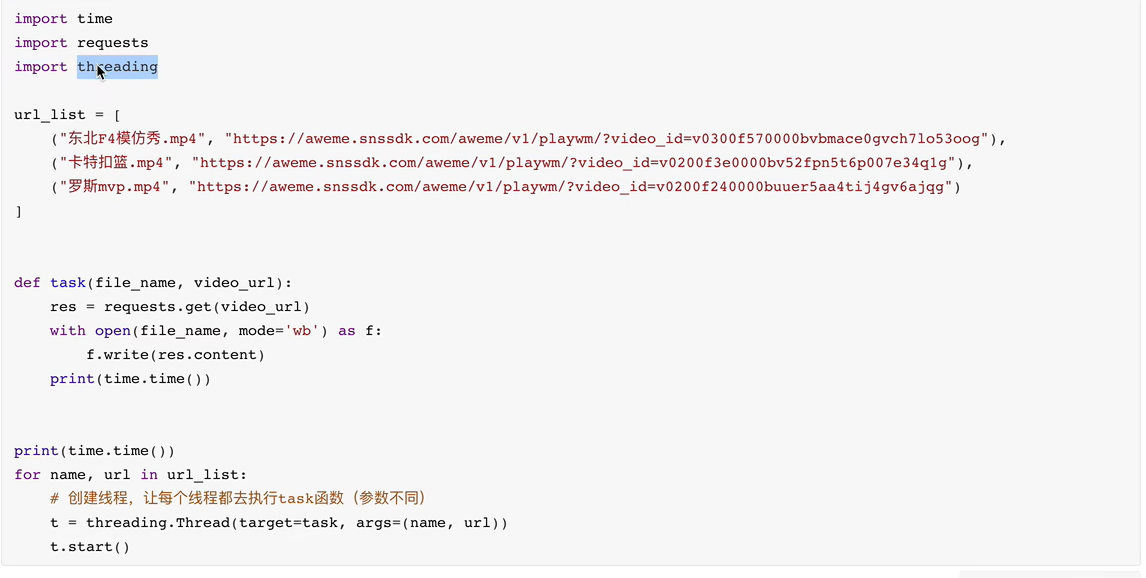 import time
import requests
import threading
url_list = [
    ("东北F4模仿秀.mp4", "https://aweme.snssdk.com/aweme/v1/playwm/?video_id=v0300f570000bvbmace0gvch7lo53oog"),
    ("卡特扣篮.mp4", "https://aweme.snssdk.com/aweme/v1/playwm/?video_id=v0200f3e0000bv52fpn5t6p007e34q1g"),
    ("罗斯mvp.mp4", "https://aweme.snssdk.com/aweme/v1/playwm/?video_id=v0200f240000buuer5aa4tij4gv6ajqg")
]
def task(file_name, video_url):
    res = requests.get(video_url)
    with open(file_name, mode='wb') as f:
        f.write(res.content)
    print(time.time())
print(time.time())
for name, url in url_list:
    # 创建线程，让每个线程都去执行task函数（参数不同）
    t = threading.Thread(target=task, args=(name, url))
    t.start()